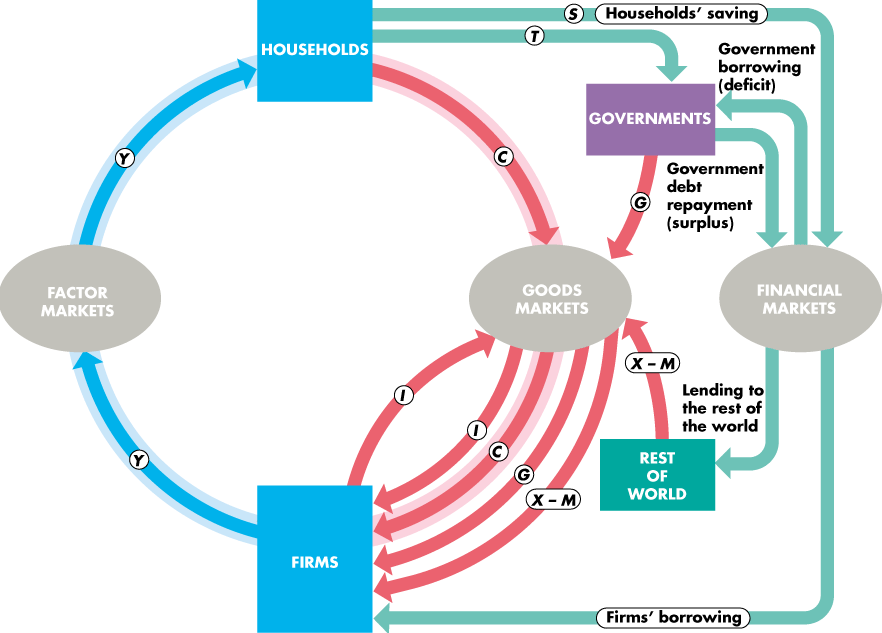 S
Households' saving
HOUSEHOLDS
T
Government
borrowing
(deficit)
GOVERNMENTS
Y
C
Government
debt
repayment
(surplus)
G
FACTOR
MARKETS
GOODS
MARKETS
FINANCIAL
MARKETS
X – M
I
Lending to
the rest of
the world
I
C
Y
G
X – M
REST
OF
WORLD
FIRMS
Firms' borrowing